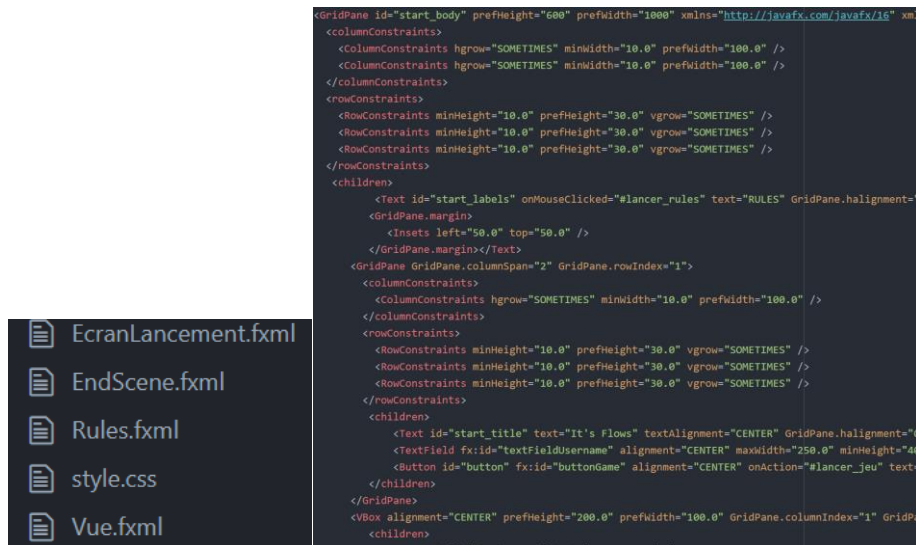 EcranLancement.fxml
EndScene.fxml
Rules.fxml
style.css
Vue.fxml
<GridPane id="start_body" prefHeight="600" prefWidth="1000" xmlns="http://javafx.com/javafx/16" xm
<columnConstraints>
<ColumnConstraints hgrow="SOMETIMES" minWidth="10.0" prefWidth="100.0" />
<ColumnConstraints hgrow="SOMETIMES" minWidth="10.0" prefWidth="100.0" />
</columnConstraints>
<rowConstraints>
<RowConstraints minHeight="10.0" prefHeight="30.0" vgrow="SOMETIMES" />
<RowConstraints minHeight="10.0" prefHeight="30.0" vgrow="SOMETIMES" />
<RowConstraints minHeight="10.0" prefHeight="30.0" vgrow="SOMETIMES" />
</rowConstraints>
<children>
<Text id="start_labels" onMouseClicked="#lancer_rules" text="RULES" GridPane.halignment="
<GridPane.margin>
<Insets left="50.0" top="50.0" />
</GridPane.margin></Text>
<GridPane GridPane.columnSpan="2" GridPane.rowIndex="1">
<columnConstraints>
<ColumnConstraints hgrow="SOMETIMES" minWidth="10.0" prefWidth="100.0" />
</columnConstraints>
<rowConstraints>
<RowConstraints minHeight="10.0" prefHeight="30.0" vgrow="SOMETIMES" />
<RowConstraints minHeight="10.0" prefHeight="30.0" vgrow="SOMETIMES" />
<RowConstraints minHeight="10.0" prefHeight="30.0" vgrow="SOMETIMES" />
</rowConstraints>
<children>
<Text id="start_title" text="It's Flows" textAlignment="CENTER" GridPane.halignment="C
<TextField fx:id="textFieldUsername" alignment="CENTER" maxWidth="250.0" minHeight="40
<Button id="button" fx:id="buttonGame" alignment="CENTER" onAction="#lancer_jeu" text=
</children>
</GridPane>
<VBox alignment="CENTER" prefHeight="200.0" prefWidth="100.0" GridPane.columnIndex="1" GridPa
<children>